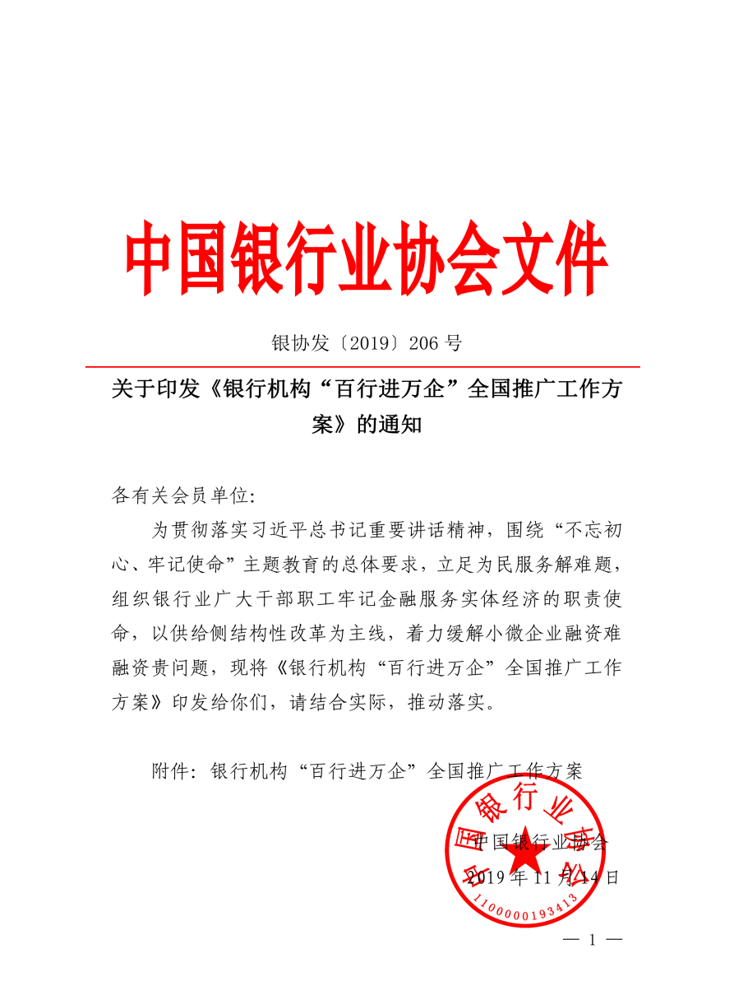 中国银行业协会文件
银协发〔2019〕206 号
关于印发《银行机构“百行进万企”全国推广工作方
案》的通知
各有关会员单位：
为贯彻落实习近平总书记重要讲话精神，围绕“不忘初
心、牢记使命”主题教育的总体要求，立足为民服务解难题，
组织银行业广大干部职工牢记金融服务实体经济的职责使
命，以供给侧结构性改革为主线，着力缓解小微企业融资难
融资贵问题，现将《银行机构“百行进万企”全国推广工作
方案》印发给你们，请结合实际，推动落实。
附件：银行机构“百行进万企”全国推广工作方案
中国银行业协会
中国银行业协会
2019 年 11 月 14 日
1100000193413
— 1 —